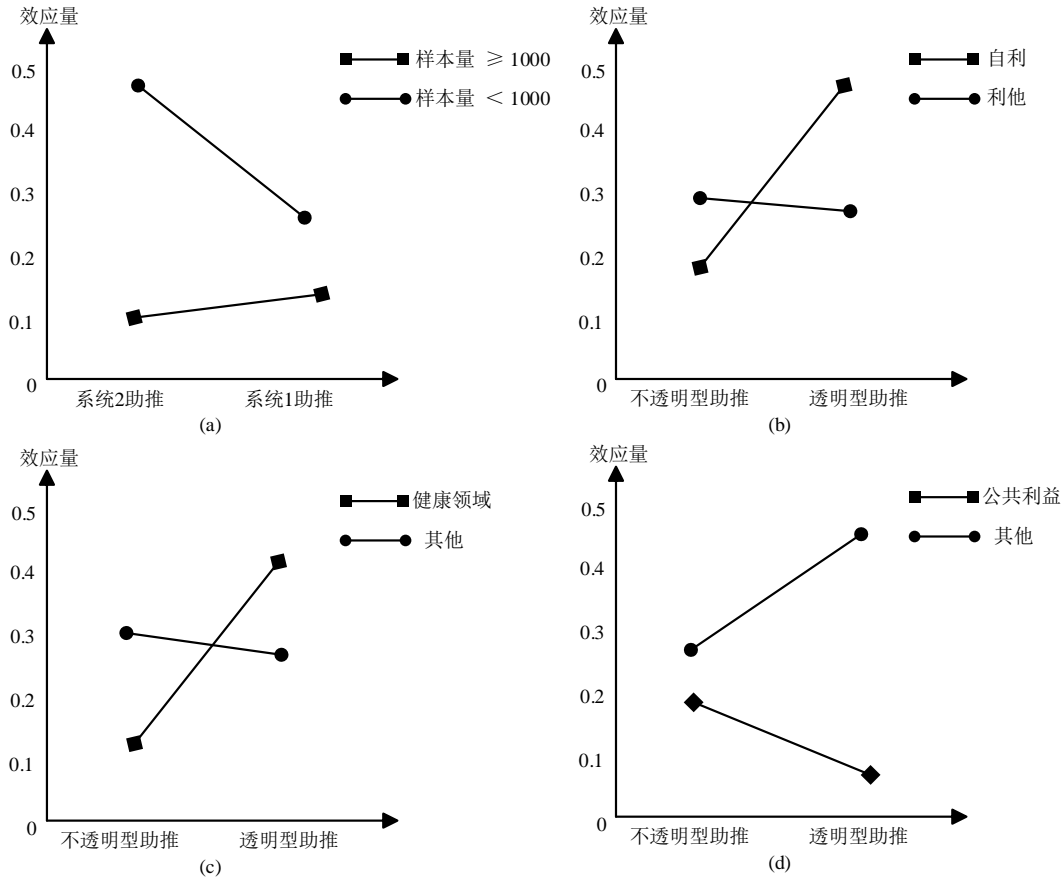 效应量
0.5
0.4
0.3
0.2
0.1
0
样本量 ≥ 1000
样本量 < 1000
系统2助推
系统1助推
(a)
效应量
0.5
0.4
0.3
0.2
0.1
0
自利
利他
不透明型助推
透明型助推
(b)
效应量
0.5
0.4
0.3
0.2
0.1
0
健康领域
其他
不透明型助推
透明型助推
(c)
效应量
0.5
0.4
0.3
0.2
0.1
0
公共利益
其他
不透明型助推
透明型助推
(d)